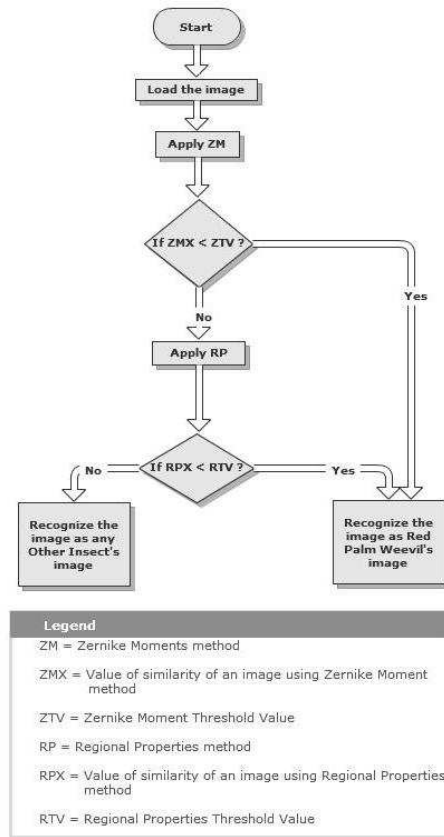 Start
Load the image
Apply ZM
If ZMX < ZTV ?
Yes
No
Apply RP
If RPX < RTV ?
No
Yes
Recognize the
image as any
Other Insect's
image
Recognize the
image as Red
Palm Weevil's
image
Legend
ZM = Zernike Moments method
ZMX = Value of similarity of an image using Zernike Moment
method
ZTV = Zernike Moment Threshold Value
RP = Regional Properties method
RPX = Value of similarity of an image using Regional Properties
method
RTV = Regional Properties Threshold Value